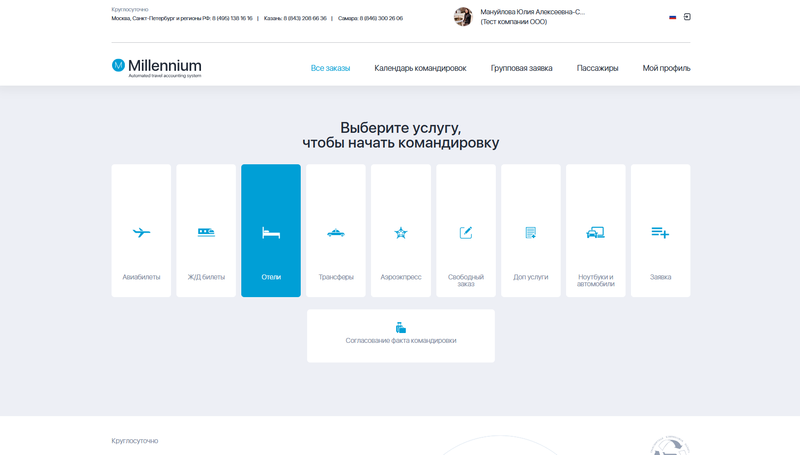 Круглосуточно
Москва, Санкт-Петербург и регионы РФ: 8 (495) 138 16 16 | Казань: 8 (843) 208 66 36 | Самара: 8 (846) 300 26 06
Мануйлова Юлия Алексеевна-С...
(Тест компании ООО)
M Millennium
Automated travel accounting system
Все заказы
Календарь командировок
Групповая заявка
Пассажиры
Мой профиль
Выберите услугу,
чтобы начать командировку
Авиабилеты
Ж/Д билеты
Отели
Трансферы
Аэроэкспресс
Свободный
заказ
Доп услуги
Ноутбуки и
автомобили
Заявка
Согласование факта командировки
Круглосуточно